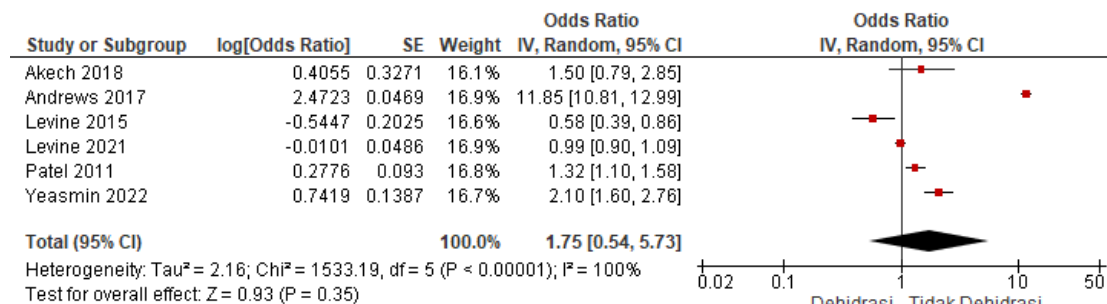 Odds Ratio Odds Ratio
Study or Subgroup log[Odds Ratio] SE Weight IV, Random, 95% CI IV, Random, 95% CI
Akech 2018 0.4055 0.3271 16.1% 1.50 [0.79, 2.85]
Andrews 2017 2.4723 0.0469 16.9% 11.85 [10.81, 12.99]
Levine 2015 -0.5447 0.2025 16.6% 0.58 [0.39, 0.86]
Levine 2021 -0.0101 0.0486 16.9% 0.99 [0.90, 1.09]
Patel 2011 0.2776 0.093 16.8% 1.32 [1.10, 1.58]
Yeasmin 2022 0.7419 0.1387 16.7% 2.10 [1.60, 2.76]
Total (95% CI) 100.0% 1.75 [0.54, 5.73]
Heterogeneity: Tau² = 2.16; Chi² = 1533.19, df = 5 (P < 0.00001); I² = 100%
0.02 0.1 1 10 50
Test for overall effect: Z = 0.93 (P = 0.35)
Dehidrasi Tidak Dehidrasi